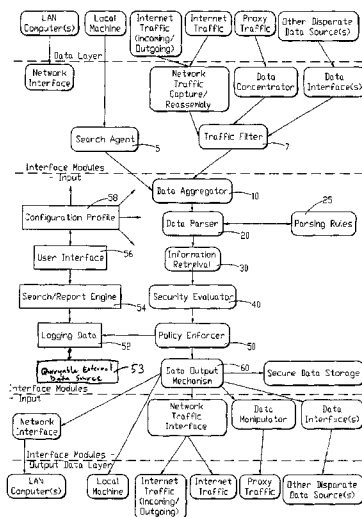 LAN
Computer(s)
Local
Machine
Internet
Traffic
(Incoming/
Outgoing)
Internet
Traffic
Proxy
Traffic
Other Disparate
Data Source(s)
Data Layer
Network
Interface
Network
Traffic
Capture/
Reassembly
Data
Concentrator
Data
Interface(s)
Search Agent
5
Traffic Filter
7
Interface Modules
- Input
Data Aggregator
10
58
Configuration Profile
Data Parser
20
25
Parsing Rules
User Interface
56
Information
Retreival
30
Search/Report Engine
54
Security Evaluator
40
Logging Data
52
Policy Enforcer
50
Queryable External
Data Source
53
Data Output
Mechanism
60
Secure Data Storage
Interface Modules
- Input
Network
Interface
Network
Traffic
Interface
Data
Manipulator
Data
Interface(s)
Interface Modules -
Output Data Layer
LAN
Computer(s)
Local
Machine
Internet
Traffic
(Incoming/
Outgoing)
Internet
Traffic
Proxy
Traffic
Other Disparate
Data Source(s)